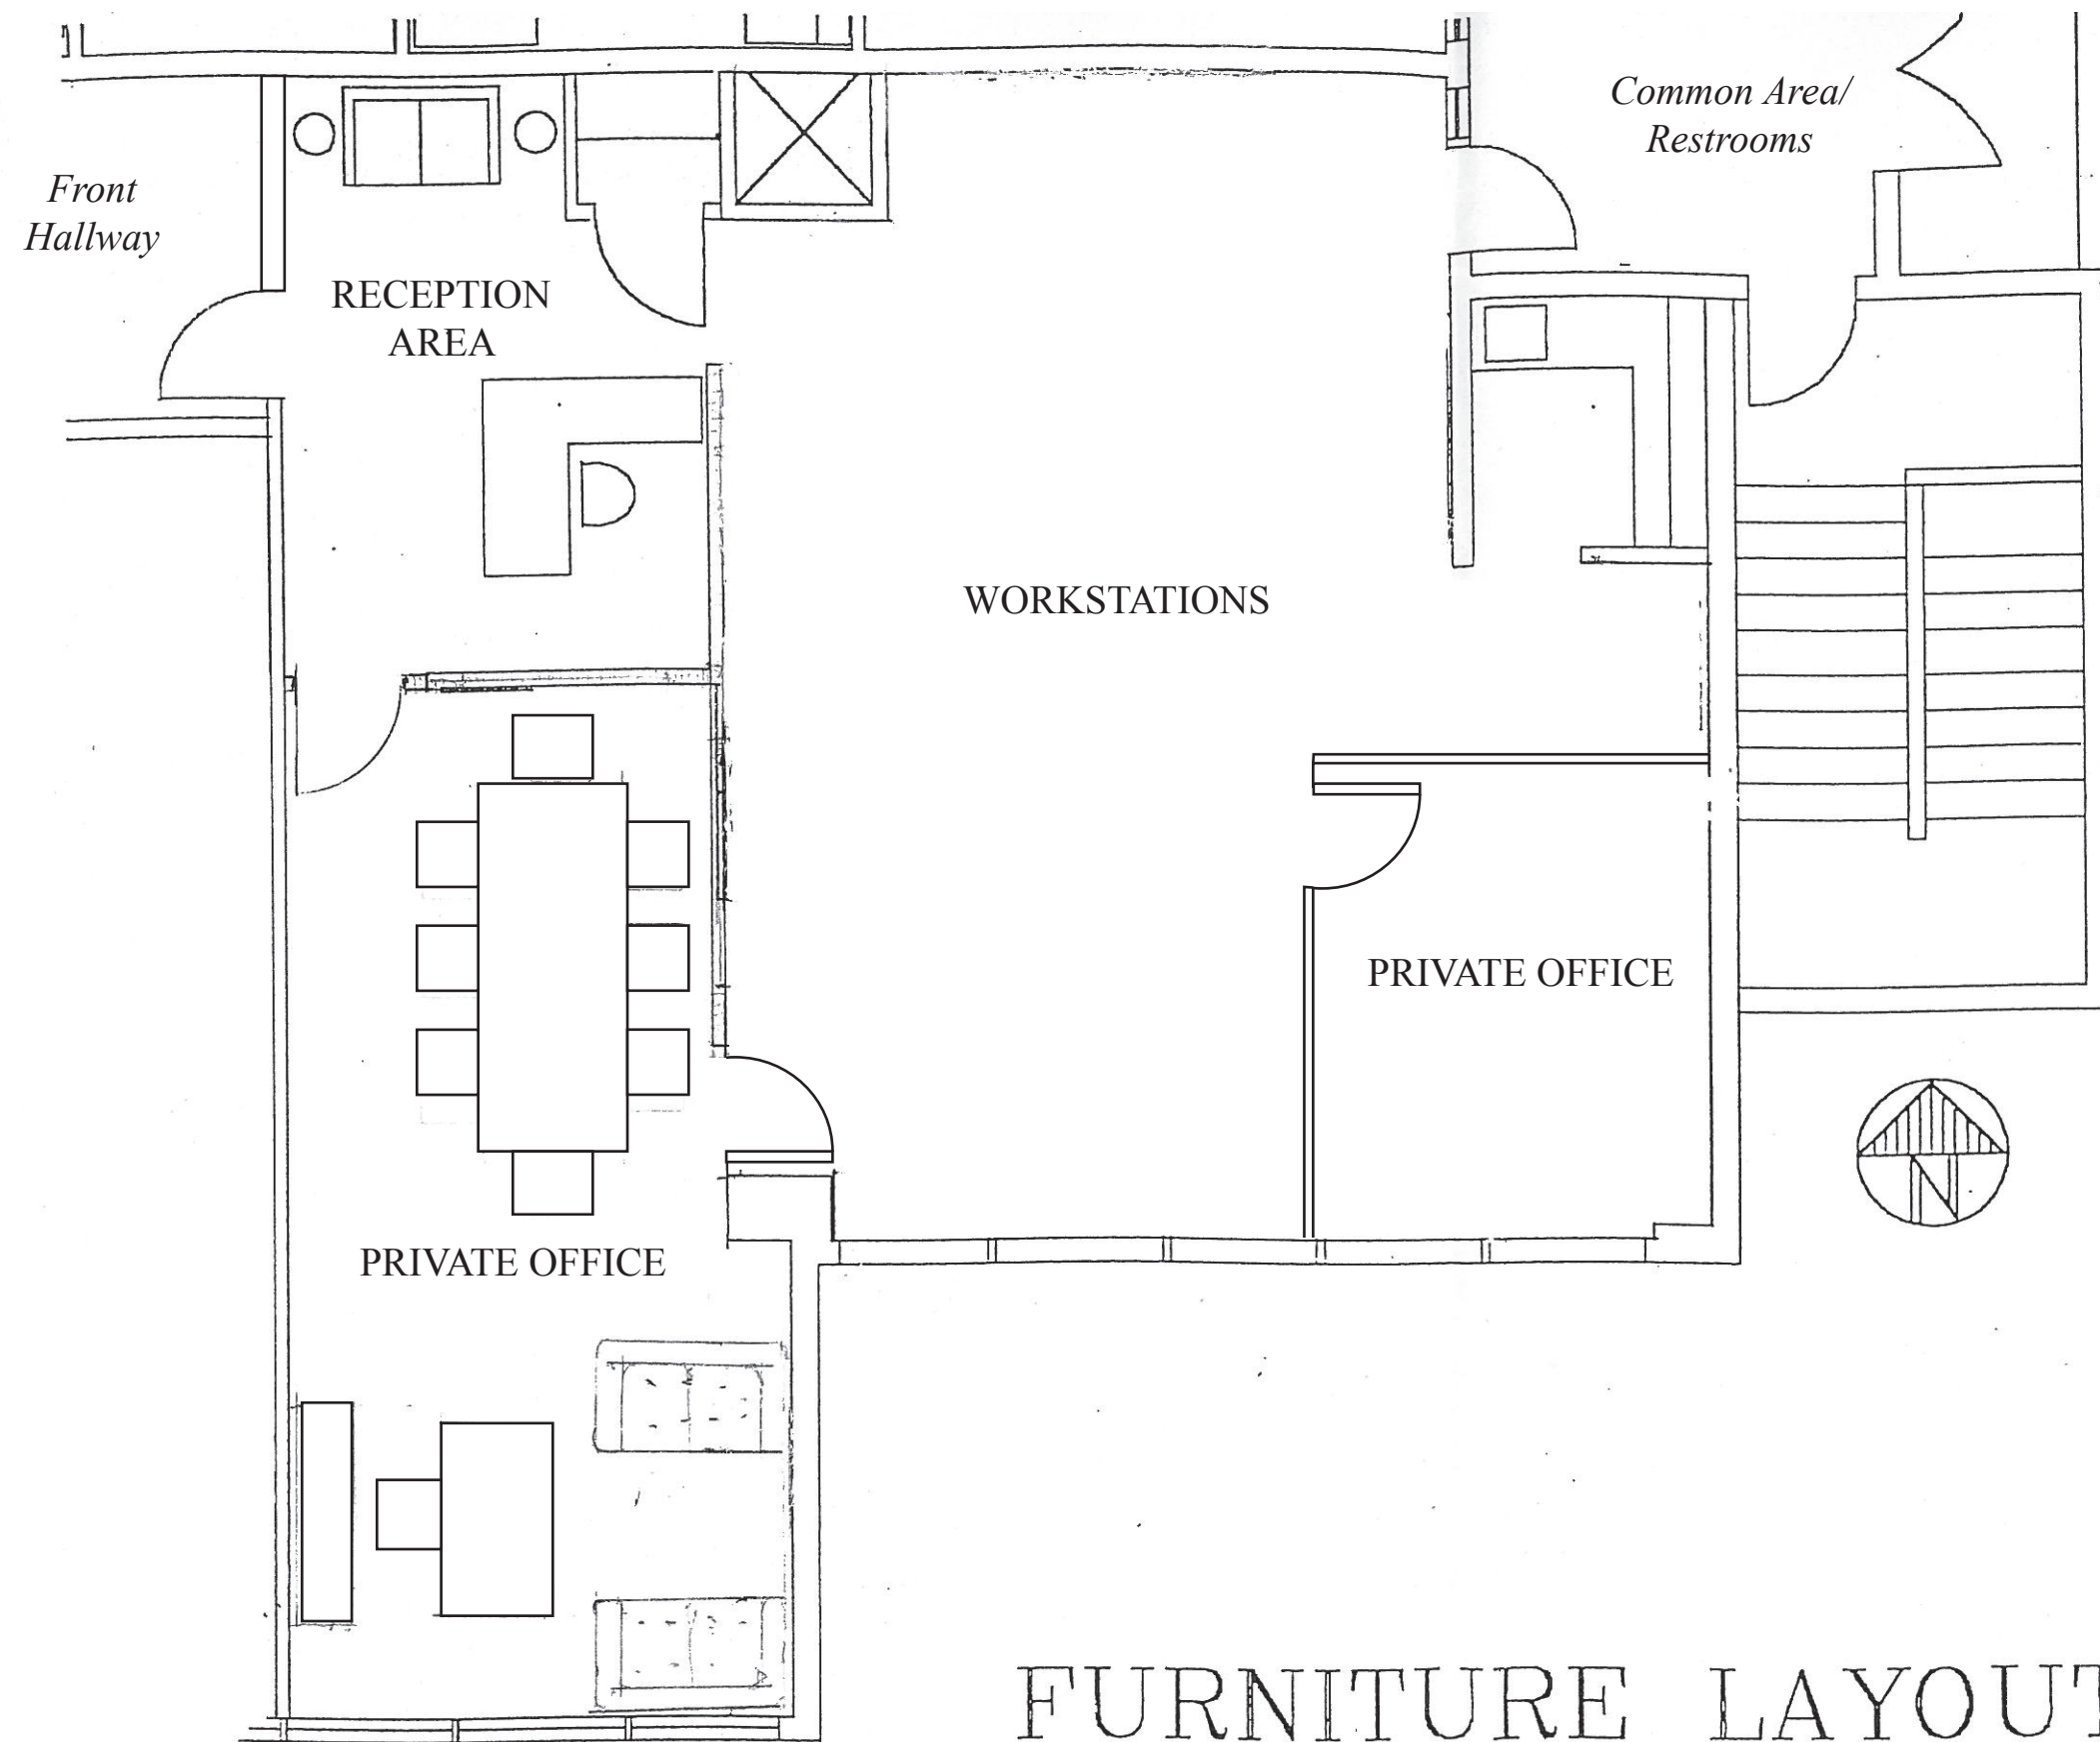 Common Area/
Restrooms
Front
Hallway
RECEPTION
AREA
WORKSTATIONS
PRIVATE OFFICE
N
PRIVATE OFFICE
FURNITURE LAYOUT